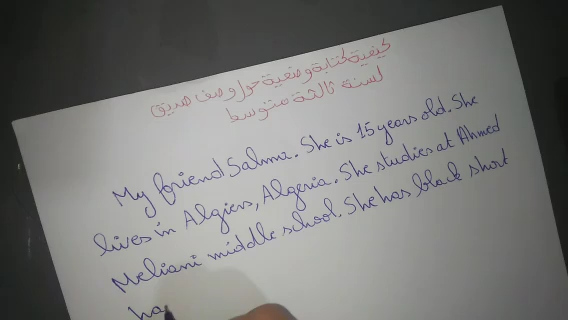 كيفية كتابة وضعية حول وصف صديق
لسنة ثالثة متوسط
My friend Salma. She is 15 years old. She
lives in Algiers, Algeria. She studies at Ahmed
Meliani middle school. She has black short
ha